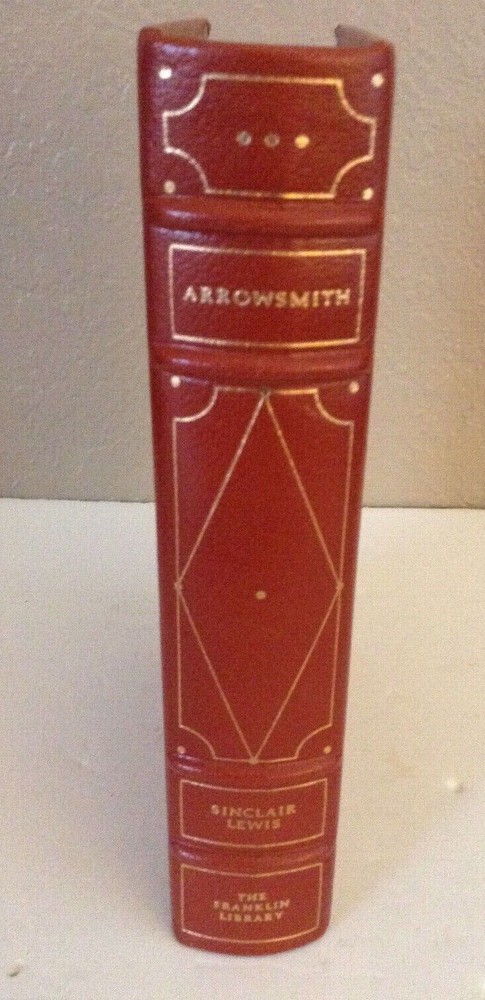 ARROWSMITH
SINCLAIR
LEWIS
THE
FRANKLIN
LIBRARY